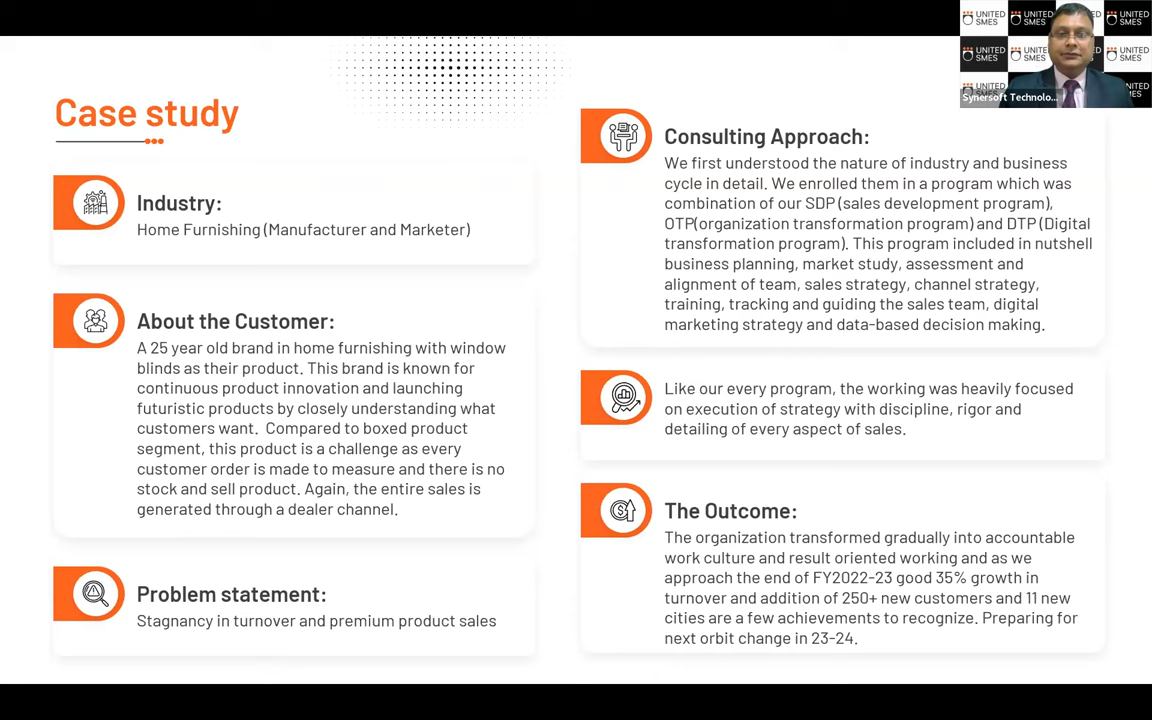 Case study
Industry:
Home Furnishing (Manufacturer and Marketer)
About the Customer:
A 25 year old brand in home furnishing with window
blinds as their product. This brand is known for
continuous product innovation and launching
futuristic products by closely understanding what
customers want.  Compared to boxed product
segment, this product is a challenge as every
customer order is made to measure and there is no
stock and sell product. Again, the entire sales is
generated through a dealer channel.
Problem statement:
Stagnancy in turnover and premium product sales
Consulting Approach:
We first understood the nature of industry and business
cycle in detail. We enrolled them in a program which was
combination of our SDP (sales development program),
OTP(organization transformation program) and DTP (Digital
transformation program). This program included in nutshell
business planning, market study, assessment and
alignment of team, sales strategy, channel strategy,
training, tracking and guiding the sales team, digital
marketing strategy and data-based decision making.
Like our every program, the working was heavily focused
on execution of strategy with discipline, rigor and
detailing of every aspect of sales.
The Outcome:
The organization transformed gradually into accountable
work culture and result oriented working and as we
approach the end of FY2022-23 good 35% growth in
turnover and addition of 250+ new customers and 11 new
cities are a few achievements to recognize. Preparing for
next orbit change in 23-24.
UNITED
SMES
UNITED
SMES
UNITED
SMES
UNITED
SMES
UNITED
SMES
UNITED
SMES
Synersoft Technolo...